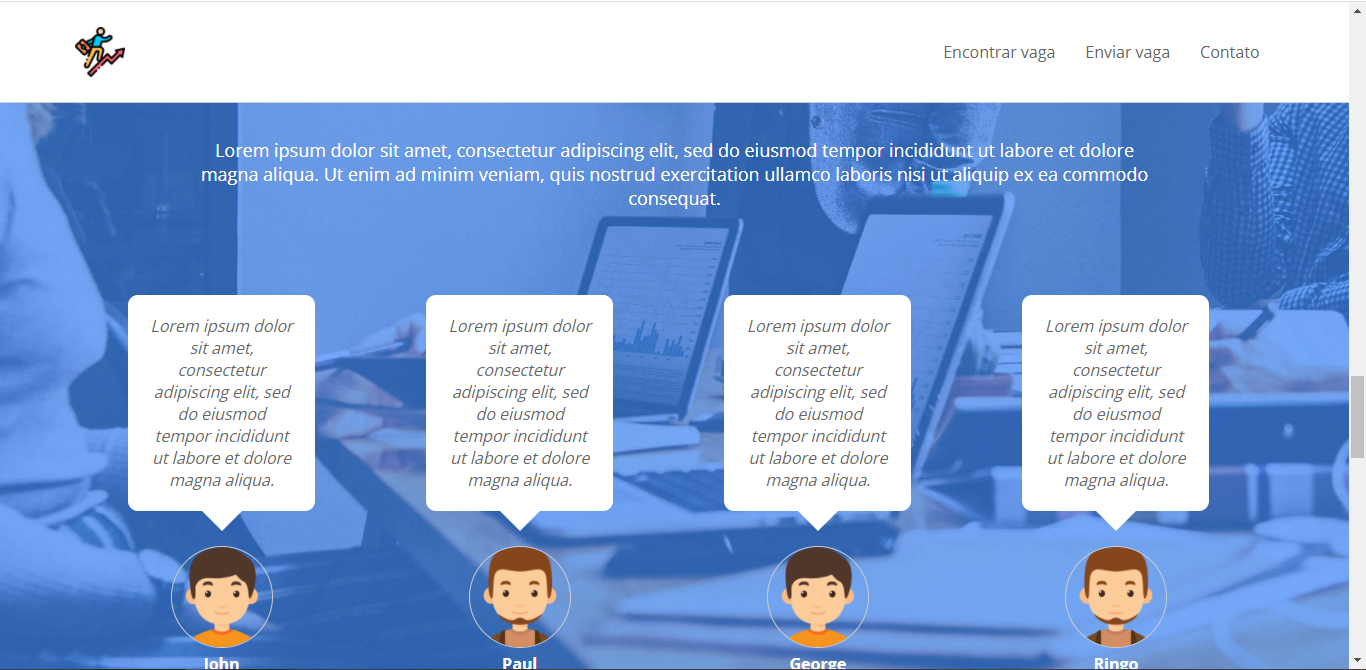 Encontrar vaga Enviar vaga Contato
Lorem ipsum dolor sit amet, consectetur adipiscing elit, sed do eiusmod tempor incididunt ut labore et dolore
magna aliqua. Ut enim ad minim veniam, quis nostrud exercitation ullamco laboris nisi ut aliquip ex ea commodo
consequat.
Lorem ipsum dolor
sit amet,
consectetur
adipiscing elit, sed
do eiusmod
tempor incididunt
ut labore et dolore
magna aliqua.
John
Lorem ipsum dolor
sit amet,
consectetur
adipiscing elit, sed
do eiusmod
tempor incididunt
ut labore et dolore
magna aliqua.
Paul
Lorem ipsum dolor
sit amet,
consectetur
adipiscing elit, sed
do eiusmod
tempor incididunt
ut labore et dolore
magna aliqua.
George
Lorem ipsum dolor
sit amet,
consectetur
adipiscing elit, sed
do eiusmod
tempor incididunt
ut labore et dolore
magna aliqua.
Ringo